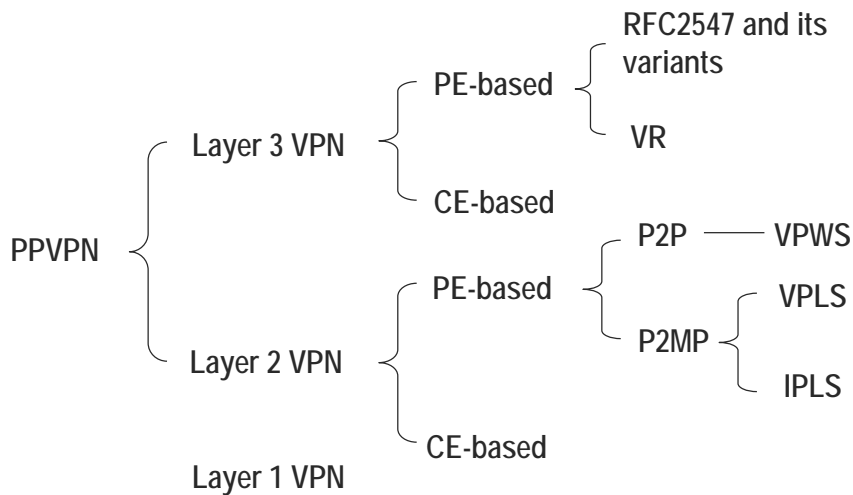 RFC2547 and its
variants
PE-based
Layer 3 VPN
VR
CE-based
PPVPN
P2P
VPWS
PE-based
VPLS
P2MP
Layer 2 VPN
IPLS
CE-based
Layer 1 VPN